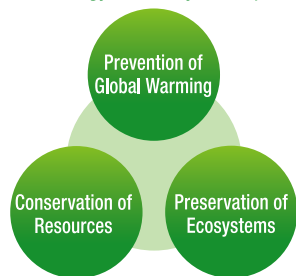 Prevention of
Global Warming
Conservation of
Resources
Preservation of
Ecosystems